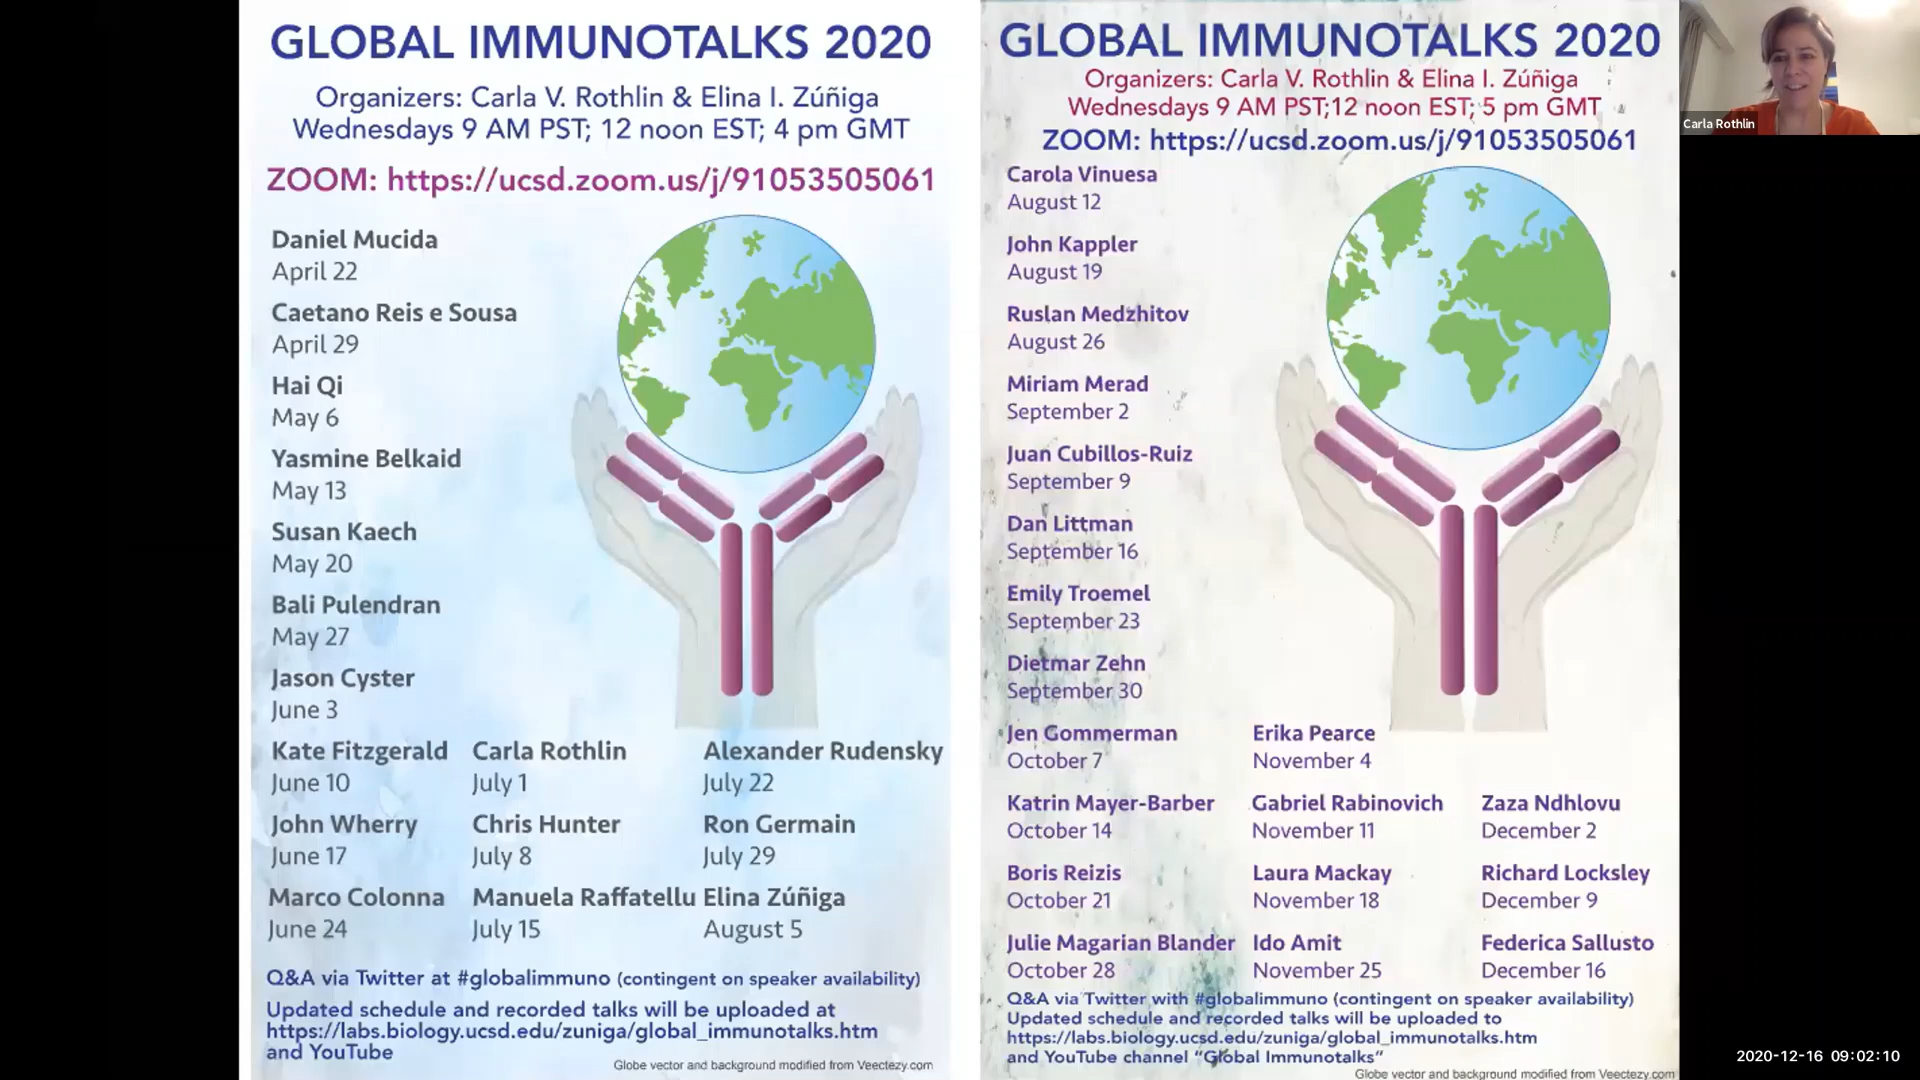 GLOBAL IMMUNOTALKS 2020
Organizers: Carla V. Rothlin & Elina I. Zúñiga
Wednesdays 9 AM PST; 12 noon EST; 4 pm GMT
ZOOM: https://ucsd.zoom.us/j/91053505061
Daniel Mucida
April 22
Caetano Reis e Sousa
April 29
Hai Qi
May 6
Yasmine Belkaid
May 13
Susan Kaech
May 20
Bali Pulendran
May 27
Jason Cyster
June 3
Kate Fitzgerald Carla Rothlin Alexander Rudensky
June 10 July 1 July 22
John Wherry Chris Hunter Ron Germain
June 17 July 8 July 29
Marco Colonna Manuela Raffatellu Elina Zúñiga
June 24 July 15 August 5
Q&A via Twitter at #globalimmuno (contingent on speaker availability)
Updated schedule and recorded talks will be uploaded at
https://labs.biology.ucsd.edu/zuniga/global_immunotalks.htm
and YouTube
Globe vector and background modified from Veectezy.com
GLOBAL IMMUNOTALKS 2020
Organizers: Carla V. Rothlin & Elina I. Zúñiga
Wednesdays 9 AM PST;12 noon EST; 5 pm GMT
ZOOM: https://ucsd.zoom.us/j/91053505061
Carola Vinuesa
August 12
John Kappler
August 19
Ruslan Medzhitov
August 26
Miriam Merad
September 2
Juan Cubillos-Ruiz
September 9
Dan Littman
September 16
Emily Troemel
September 23
Dietmar Zehn
September 30
Jen Gommerman Erika Pearce
October 7 November 4
Katrin Mayer-Barber Gabriel Rabinovich Zaza Ndhlovu
October 14 November 11 December 2
Boris Reizis Laura Mackay Richard Locksley
October 21 November 18 December 9
Julie Magarian Blander Ido Amit Federica Sallusto
October 28 November 25 December 16
Q&A via Twitter with #globalimmuno (contingent on speaker availability)
Updated schedule and recorded talks will be uploaded to
https://labs.biology.ucsd.edu/zuniga/global_immunotalks.htm
and YouTube channel “Global Immunotalks”
Globe vector and background modified from Veectezy.com
Carla Rothlin
2020-12-16 09:02:10